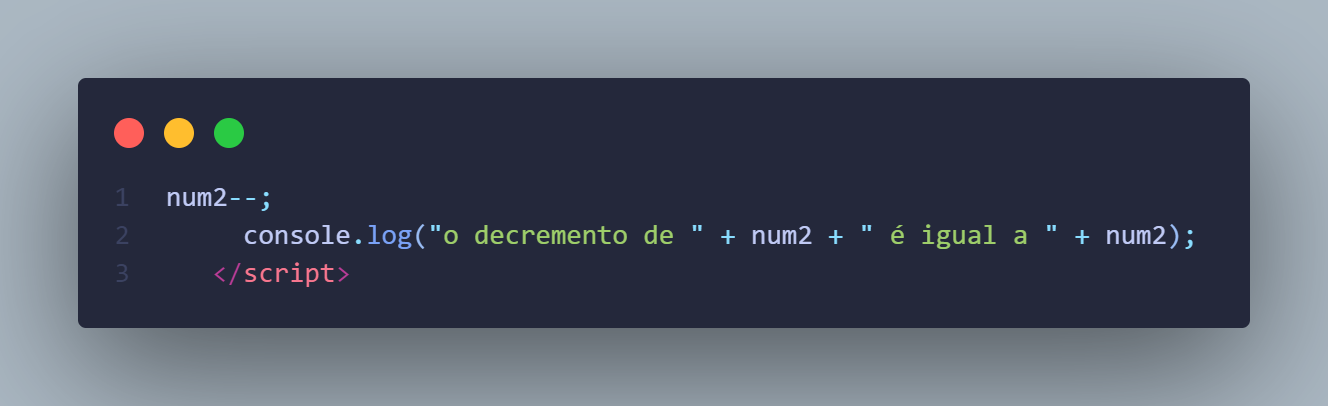 1 num2--;
2 console.log("o decremento de " + num2 + " é igual a " + num2);
3 </script>